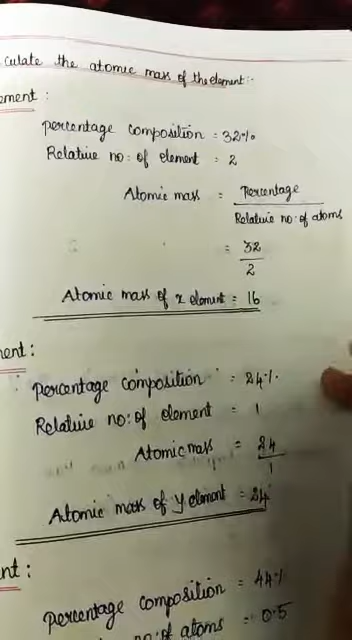 culate the atomic mass of the element:-
ement:
Percentage composition = 32%
Relative no: of element = 2
Atomic mass = Percentage
Relative no: of atoms
= 32
2
Atomic mass of x element = 16
ment:
Percentage composition = 24%.
Relative no: of element = 1
Atomic mass = 24
1
Atomic mass of y element = 24
nt:
Percentage composition = 44%
no: of atoms = 0.5